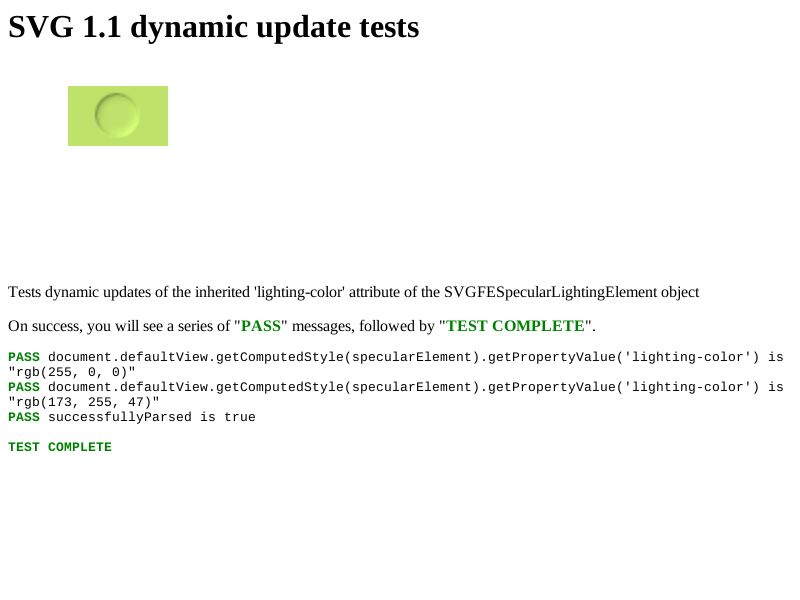 SVG 1.1 dynamic update tests
Tests dynamic updates of the inherited 'lighting-color' attribute of the SVGFESpecularLightingElement object
On success, you will see a series of "PASS" messages, followed by "TEST COMPLETE".
PASS document.defaultView.getComputedStyle(specularElement).getPropertyValue('lighting-color') is
"rgb(255, 0, 0)"
PASS document.defaultView.getComputedStyle(specularElement).getPropertyValue('lighting-color') is
"rgb(173, 255, 47)"
PASS successfullyParsed is true
TEST COMPLETE